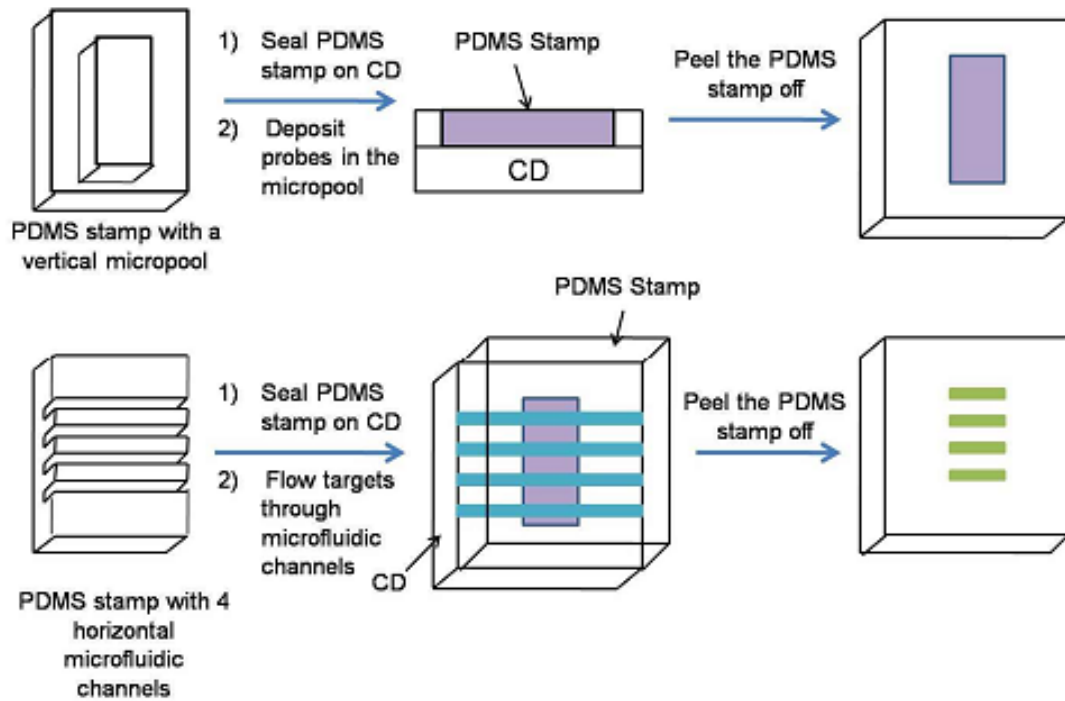 1) Seal PDMS
stamp on CD
2) Deposit
probes in the
micropool
PDMS Stamp
CD
Peel the PDMS
stamp off
PDMS stamp with a
vertical micropool
1) Seal PDMS
stamp on CD
2) Flow targets
through
microfluidic
channels
PDMS Stamp
CD
Peel the PDMS
stamp off
PDMS stamp with 4
horizontal
microfluidic
channels